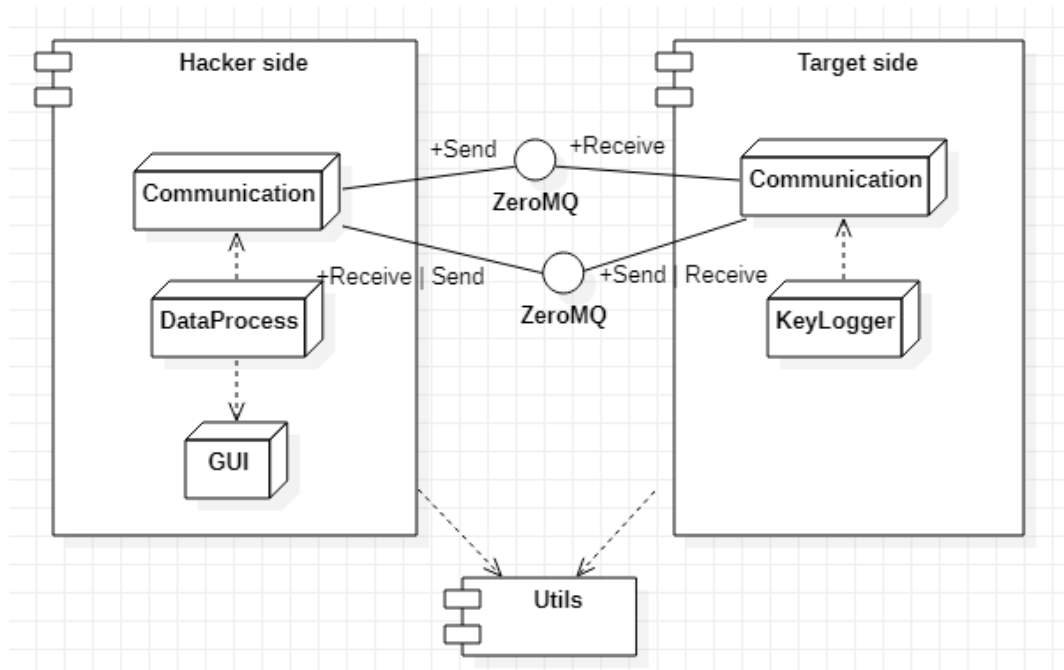 Hacker side
Target side
+Send
+Receive
Communication
Communication
ZeroMQ
+Receive | Send
+Send | Receive
DataProcess
ZeroMQ
KeyLogger
GUI
Utils